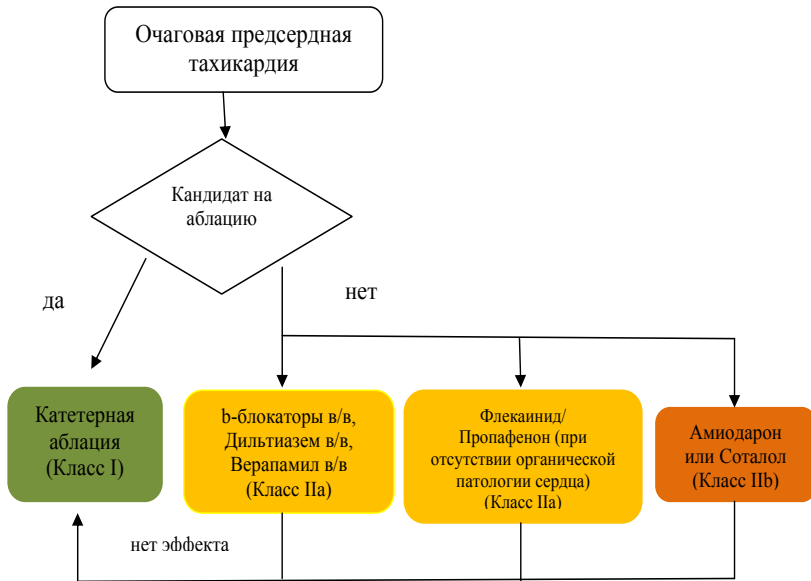 Очаговая предсердная
тахикардия
Кандидат на
аблацию
да
нет
Катетерная
аблация
(Класс I)
b-блокаторы в/в,
Дильтиазем в/в,
Верапамил в/в
(Класс IIa)
Флекаинид/
Пропафенон (при
отсутствии органической
патологии сердца)
(Класс IIa)
Амиодарон
или Соталол
(Класс IIb)
нет эффекта